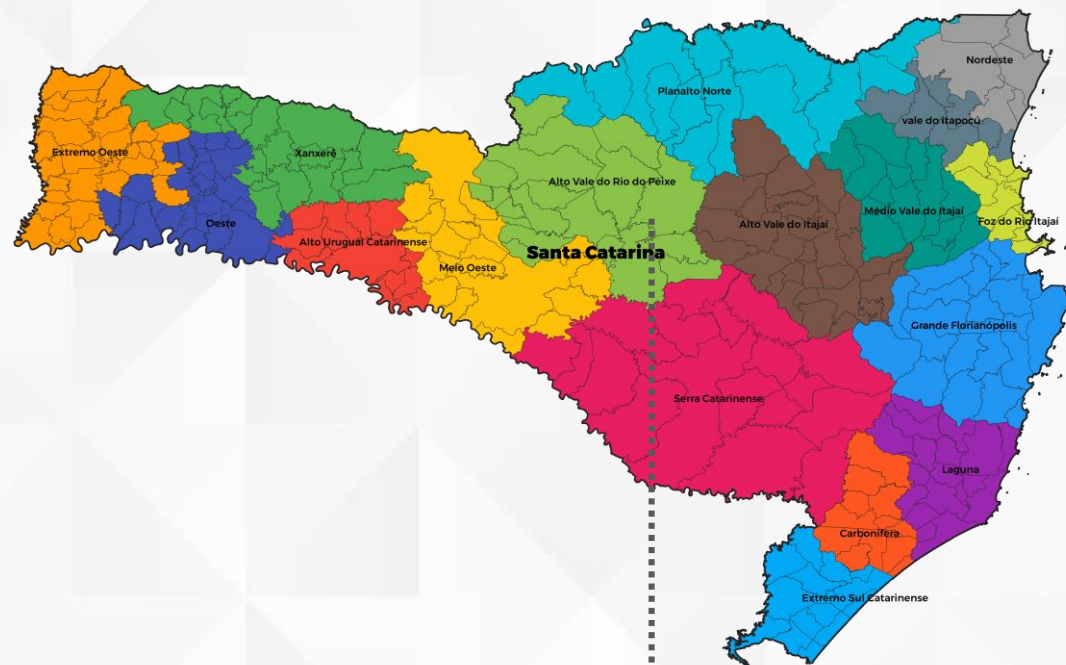 Nordeste
Planalto Norte
vale do Itapocú
Extremo Oeste
Xanxerê
Alto Vale do Rio do Peixe
Médio Vale do Itajaí
Foz do Rio Itajaí
Oeste
Alto Vale do Itajaí
Alto Uruguai Catarinense
Santa Catarina
Meio Oeste
Grande Florianópolis
Serra Catarinense
Laguna
Carbonífera
Extremo Sul Catarinense